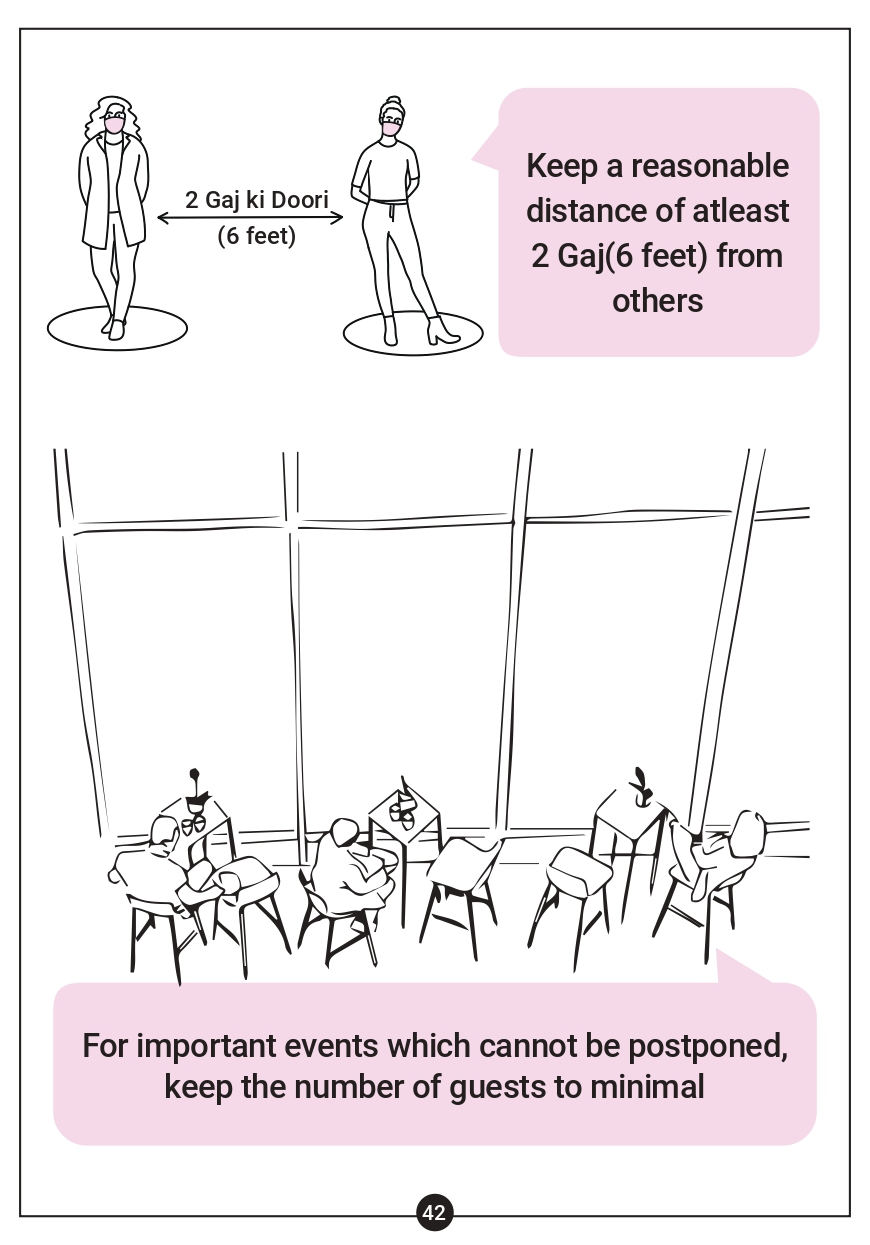 2 Gaj ki Doori
(6 feet)
Keep a reasonable
distance of atleast
2 Gaj(6 feet) from
others
For important events which cannot be postponed,
keep the number of guests to minimal
42